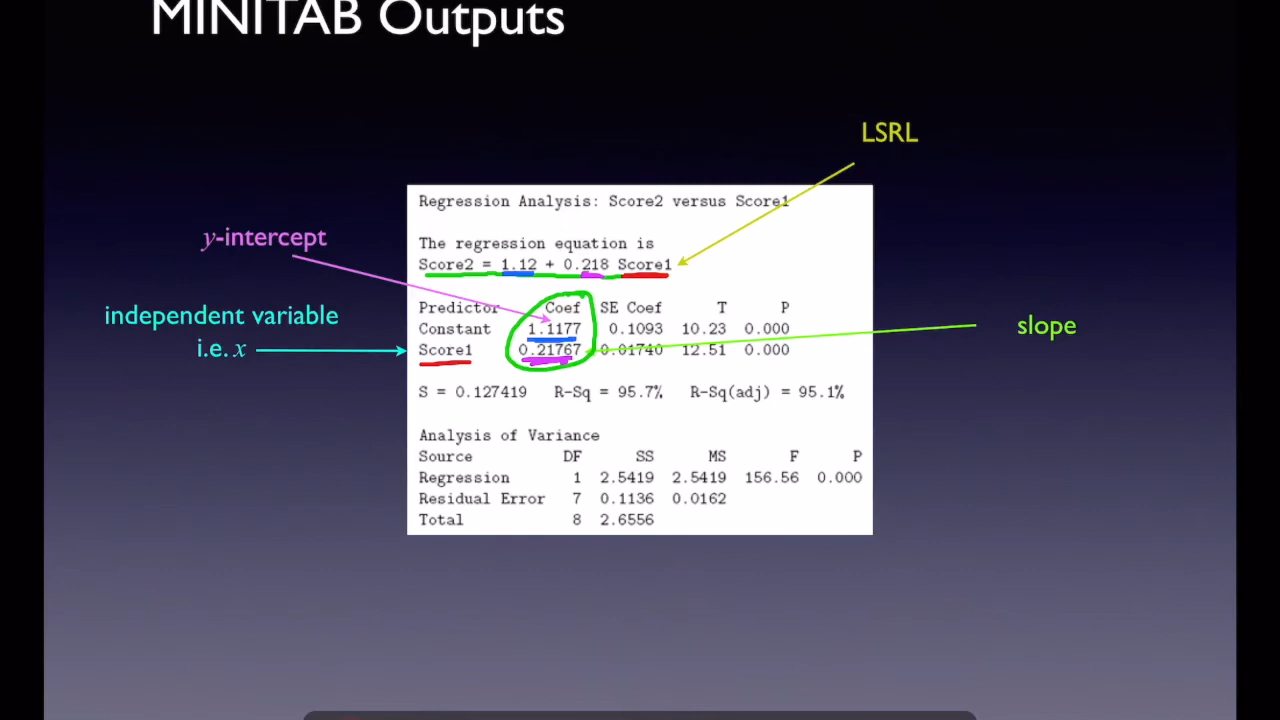 MINITAB Outputs
LSRL
Regression Analysis: Score2 versus Score1
y-intercept
The regression equation is
Score2 = 1.12 + 0.218 Score1
Predictor Coef SE Coef T P
independent variable
Constant 1.1177 0.1093 10.23 0.000
slope
i.e. x
Score1 0.21767 0.01740 12.51 0.000
S = 0.127419 R-Sq = 95.7% R-Sq(adj) = 95.1%
Analysis of Variance
Source DF SS MS F P
Regression 1 2.5419 2.5419 156.56 0.000
Residual Error 7 0.1136 0.0162
Total 8 2.6556